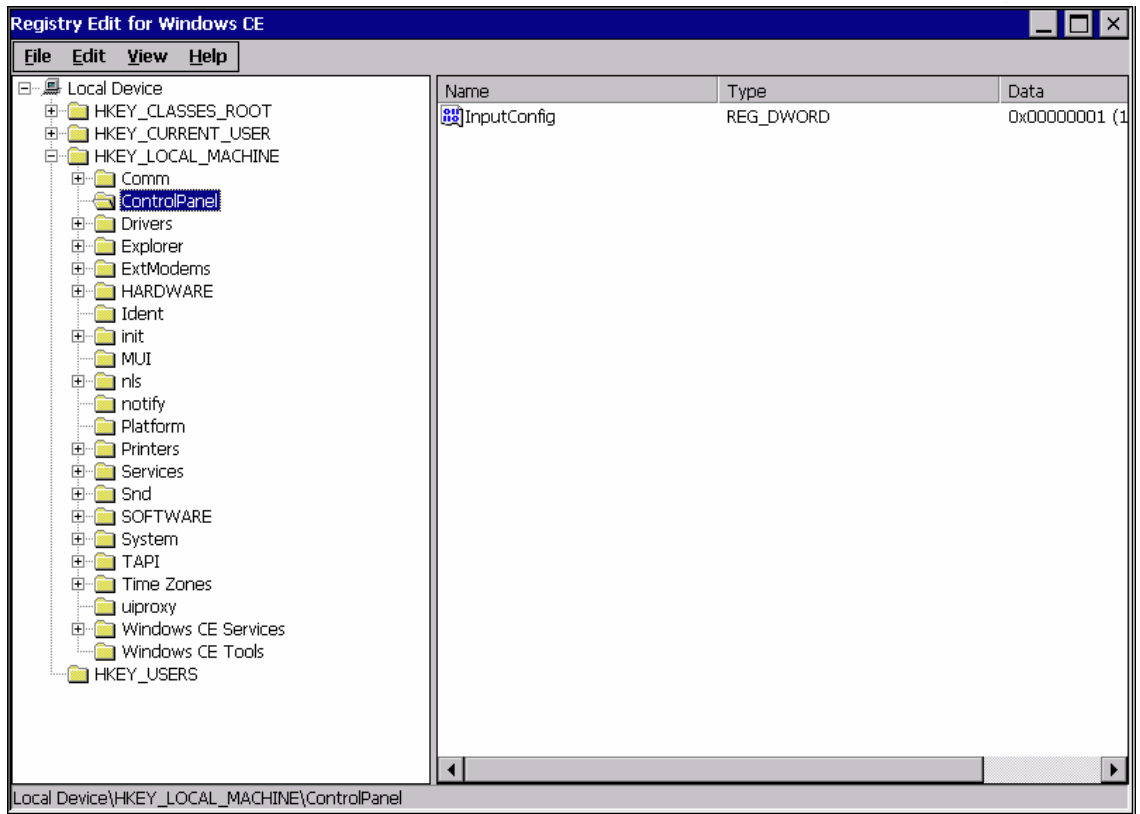 Registry Edit for Windows CE
File Edit View Help
Local Device
HKEY_CLASSES_ROOT
HKEY_CURRENT_USER
HKEY_LOCAL_MACHINE
Comm
ControlPanel
Drivers
Explorer
ExtModems
HARDWARE
Ident
init
MUI
nls
notify
Platform
Printers
Services
Snd
SOFTWARE
System
TAPI
Time Zones
uiproxy
Windows CE Services
Windows CE Tools
HKEY_USERS
Name Type Data
InputConfig REG_DWORD 0x00000001 (1
Local Device\HKEY_LOCAL_MACHINE\ControlPanel